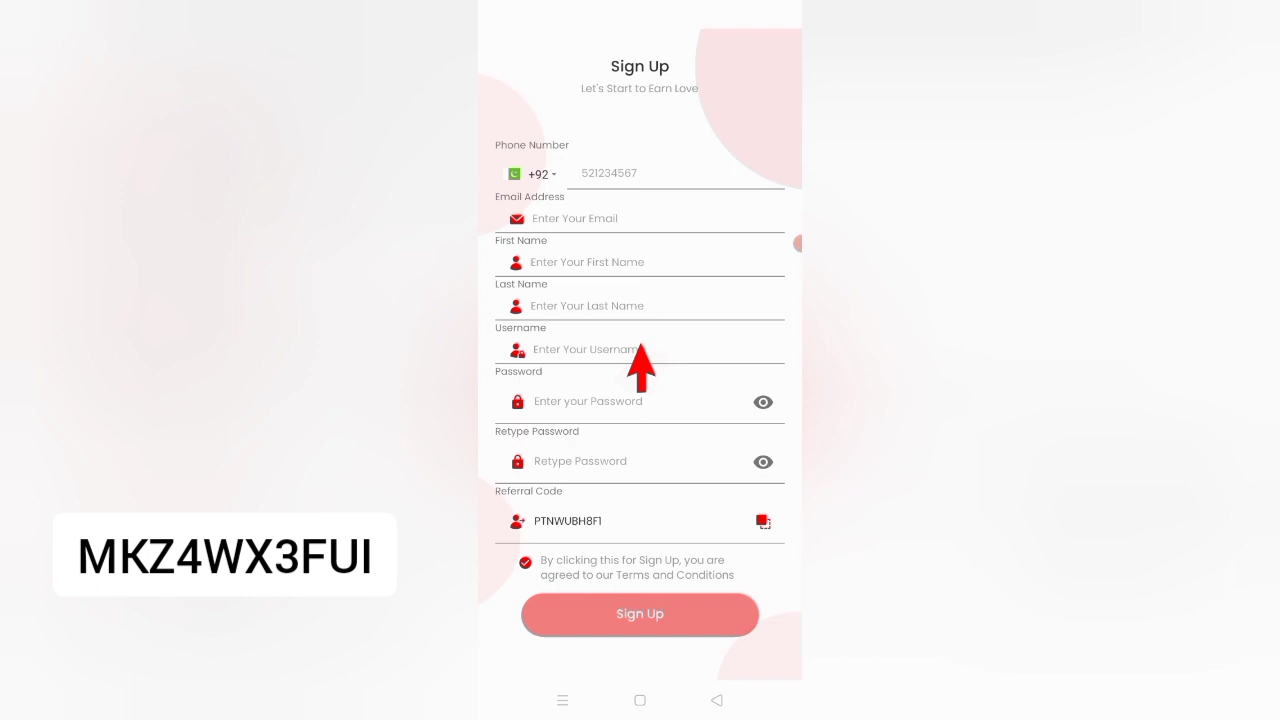 Sign Up
Let's Start to Earn Love
Phone Number
+92 521234567
Email Address
Enter Your Email
First Name
Enter Your First Name
Last Name
Enter Your Last Name
Username
Enter Your Usernam
Password
Enter your Password
Retype Password
Retype Password
Referral Code
PTNWUBH8F1
By clicking this for Sign Up, you are
agreed to our Terms and Conditions
Sign Up
MKZ4WX3FUI